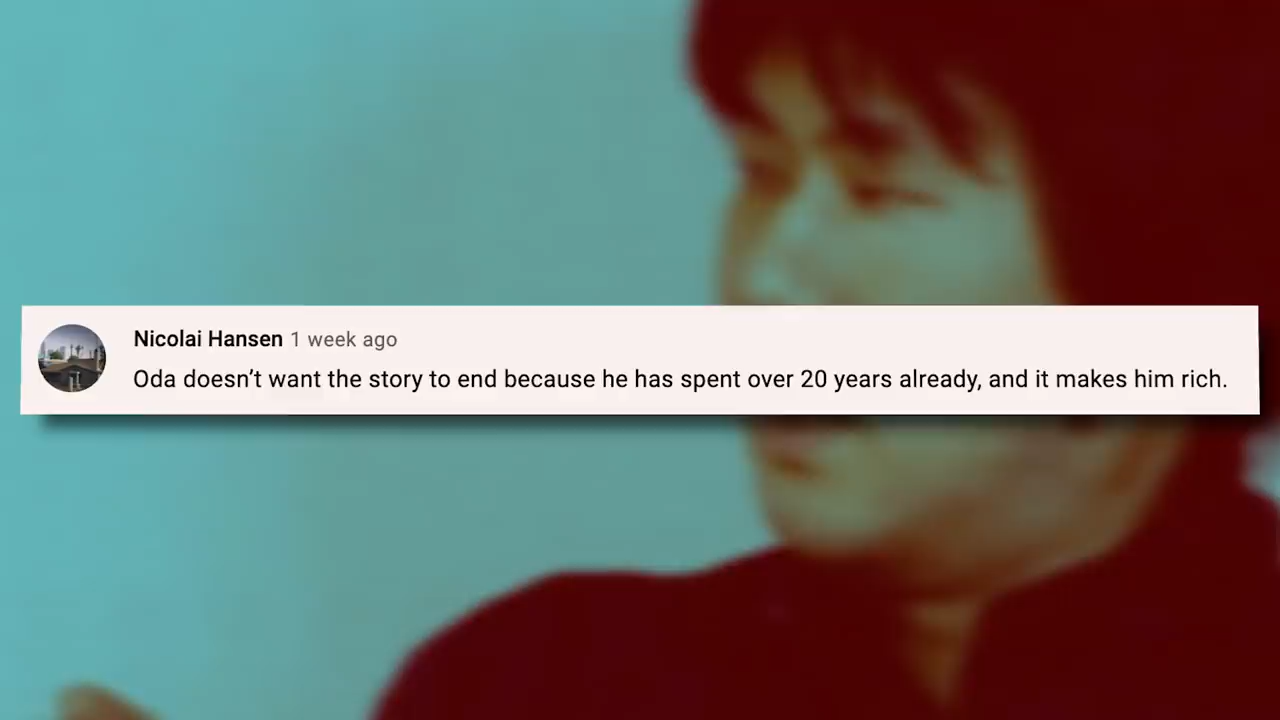 Nicolai Hansen 1 week ago
Oda doesn’t want the story to end because he has spent over 20 years already, and it makes him rich.